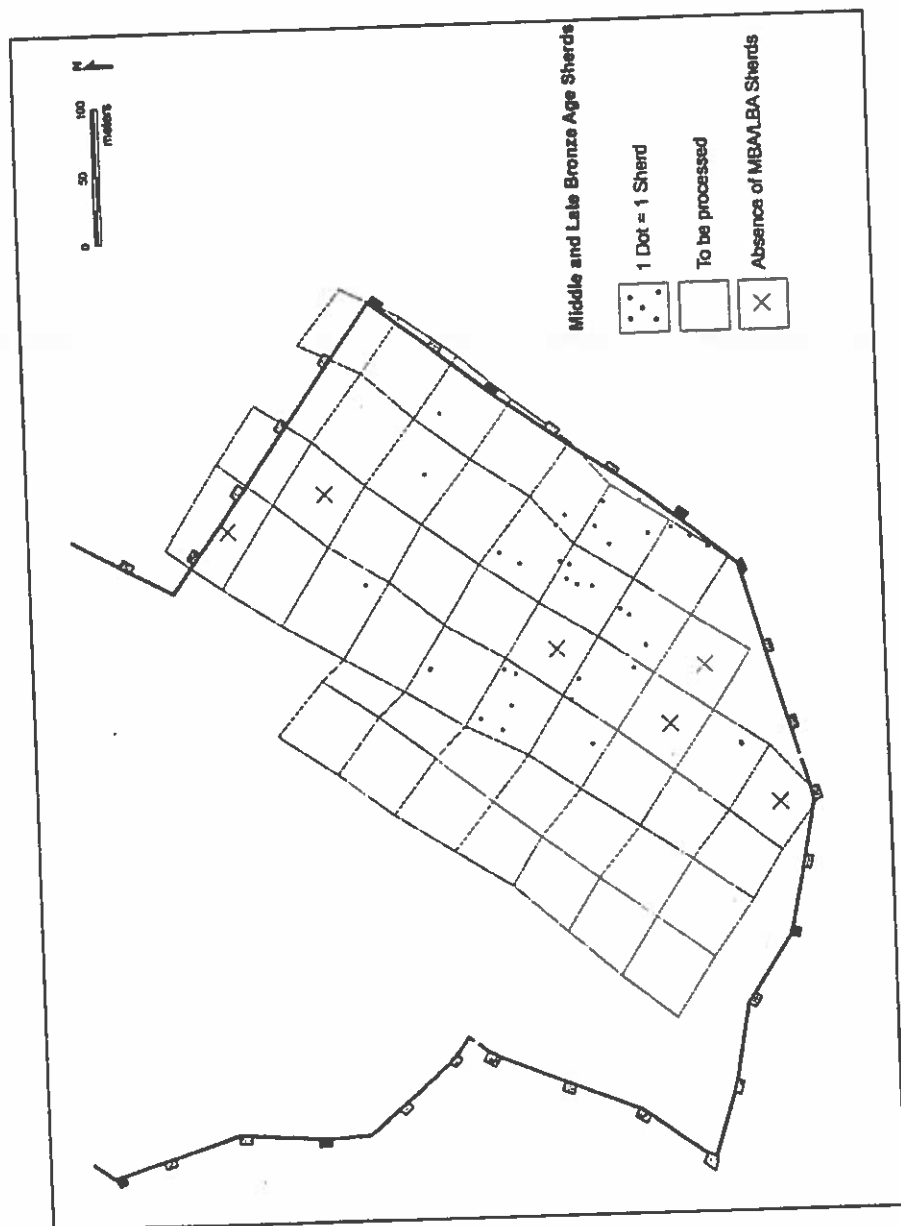 N
0 50 100
meters
Middle and Late Bronze Age Sherds
1 Dot = 1 Sherd
To be processed
Absence of MBA/LBA Sherds